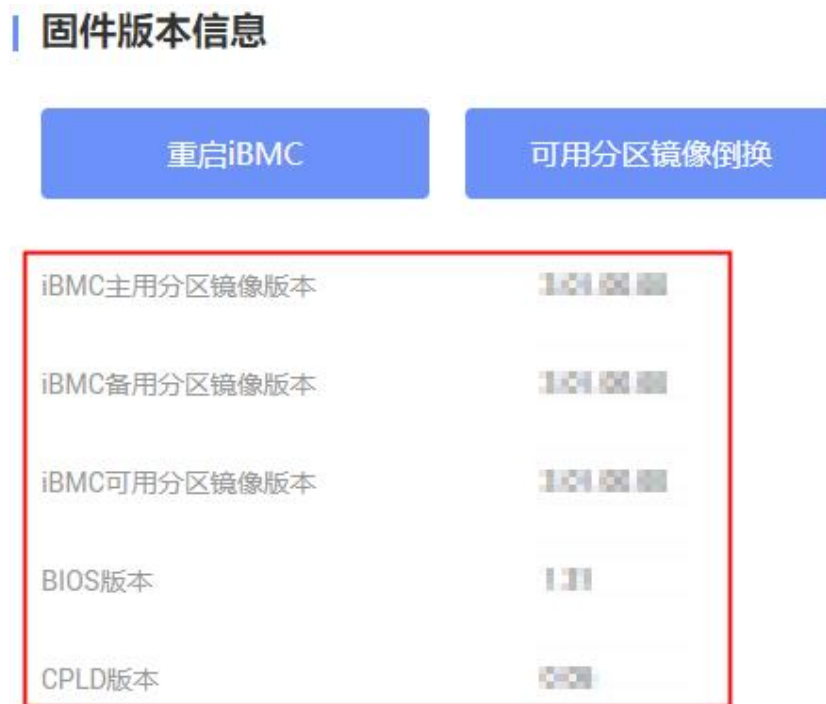 固件版本信息
重启iBMC
可用分区镜像倒换
iBMC主用分区镜像版本
iBMC备用分区镜像版本
iBMC可用分区镜像版本
BIOS版本
CPLD版本